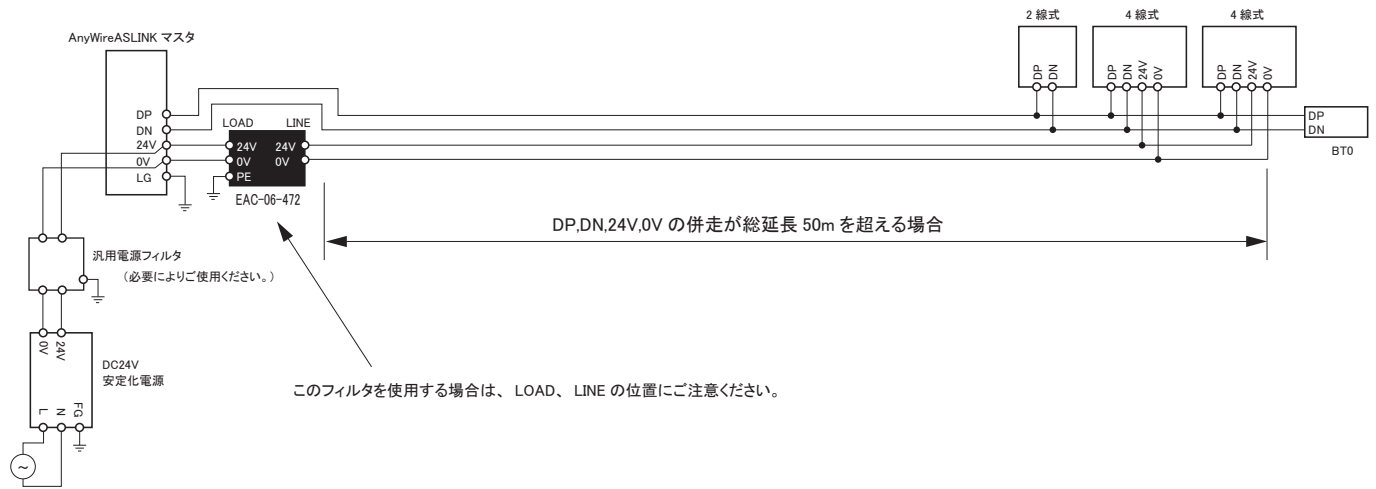 2 線式
4 線式
4 線式
AnyWireASLINK マスタ
DP
DN
24V
0V
LG
LOAD LINE
24V 24V
0V 0V
PE
EAC-06-472
DP
DN
DP
DN
24V
0V
DP
DN
24V
0V
DP
DN
BT0
DP,DN,24V,0V の併走が総延長 50m を超える場合
汎用電源フィルタ
（必要によりご使用ください。）
0V
24V
DC24V
安定化電源
L
N
FG
~
このフィルタを使用する場合は、 LOAD、 LINE の位置にご注意ください。